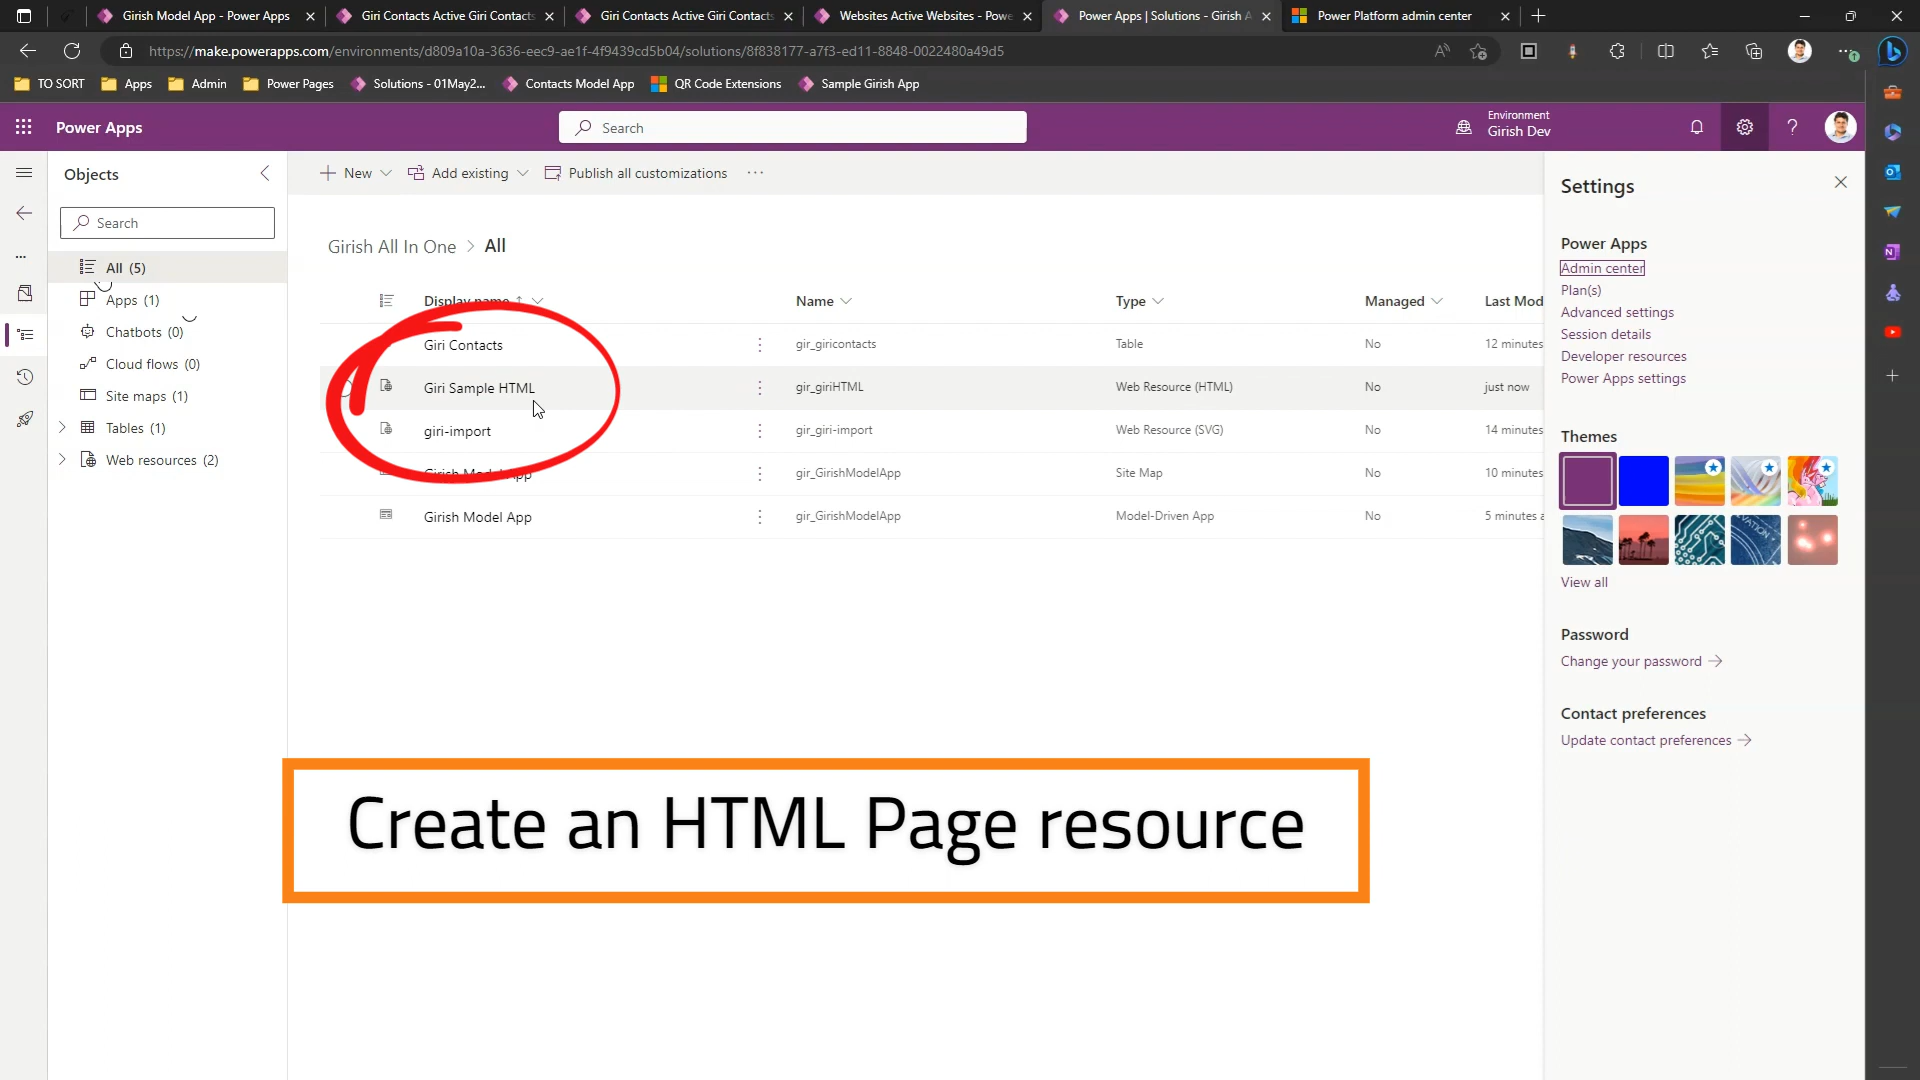 Girish Model App - Power Apps
Giri Contacts Active Giri Contacts
Giri Contacts Active Giri Contacts
Websites Active Websites - Powe
Power Apps | Solutions - Girish A
Power Platform admin center
https://make.powerapps.com/environments/d809a10a-3636-eec9-ae1f-4f9439cd5b04/solutions/8f838177-a7f3-ed11-8848-0022480a49d5
TO SORT
Apps
Admin
Power Pages
Solutions - 01May2...
Contacts Model App
QR Code Extensions
Sample Girish App
Power Apps
Search
Environment
Girish Dev
Objects
Search
All (5)
Apps (1)
Chatbots (0)
Cloud flows (0)
Site maps (1)
Tables (1)
Web resources (2)
New
Add existing
Publish all customizations
Girish All In One > All
Display name ↑ Name Type Managed Last Mod
Giri Contacts gir_giricontacts Table No 12 minutes
Giri Sample HTML gir_giriHTML Web Resource (HTML) No just now
giri-import gir_giri-import Web Resource (SVG) No 14 minutes
Girish Model App gir_GirishModelApp Site Map No 10 minutes
Girish Model App gir_GirishModelApp Model-Driven App No 5 minutes a
Create an HTML Page resource
Settings
Power Apps
Admin center
Plan(s)
Advanced settings
Session details
Developer resources
Power Apps settings
Themes
View all
Password
Change your password
Contact preferences
Update contact preferences